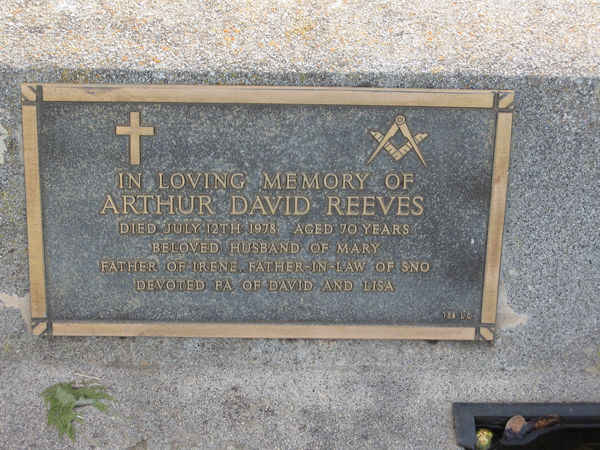 IN LOVING MEMORY OF
ARTHUR DAVID REEVES
DIED JULY 12TH 1978 AGED 70 YEARS
BELOVED HUSBAND OF MARY
FATHER OF IRENE, FATHER-IN-LAW OF SNO
DEVOTED PA OF DAVID AND LISA